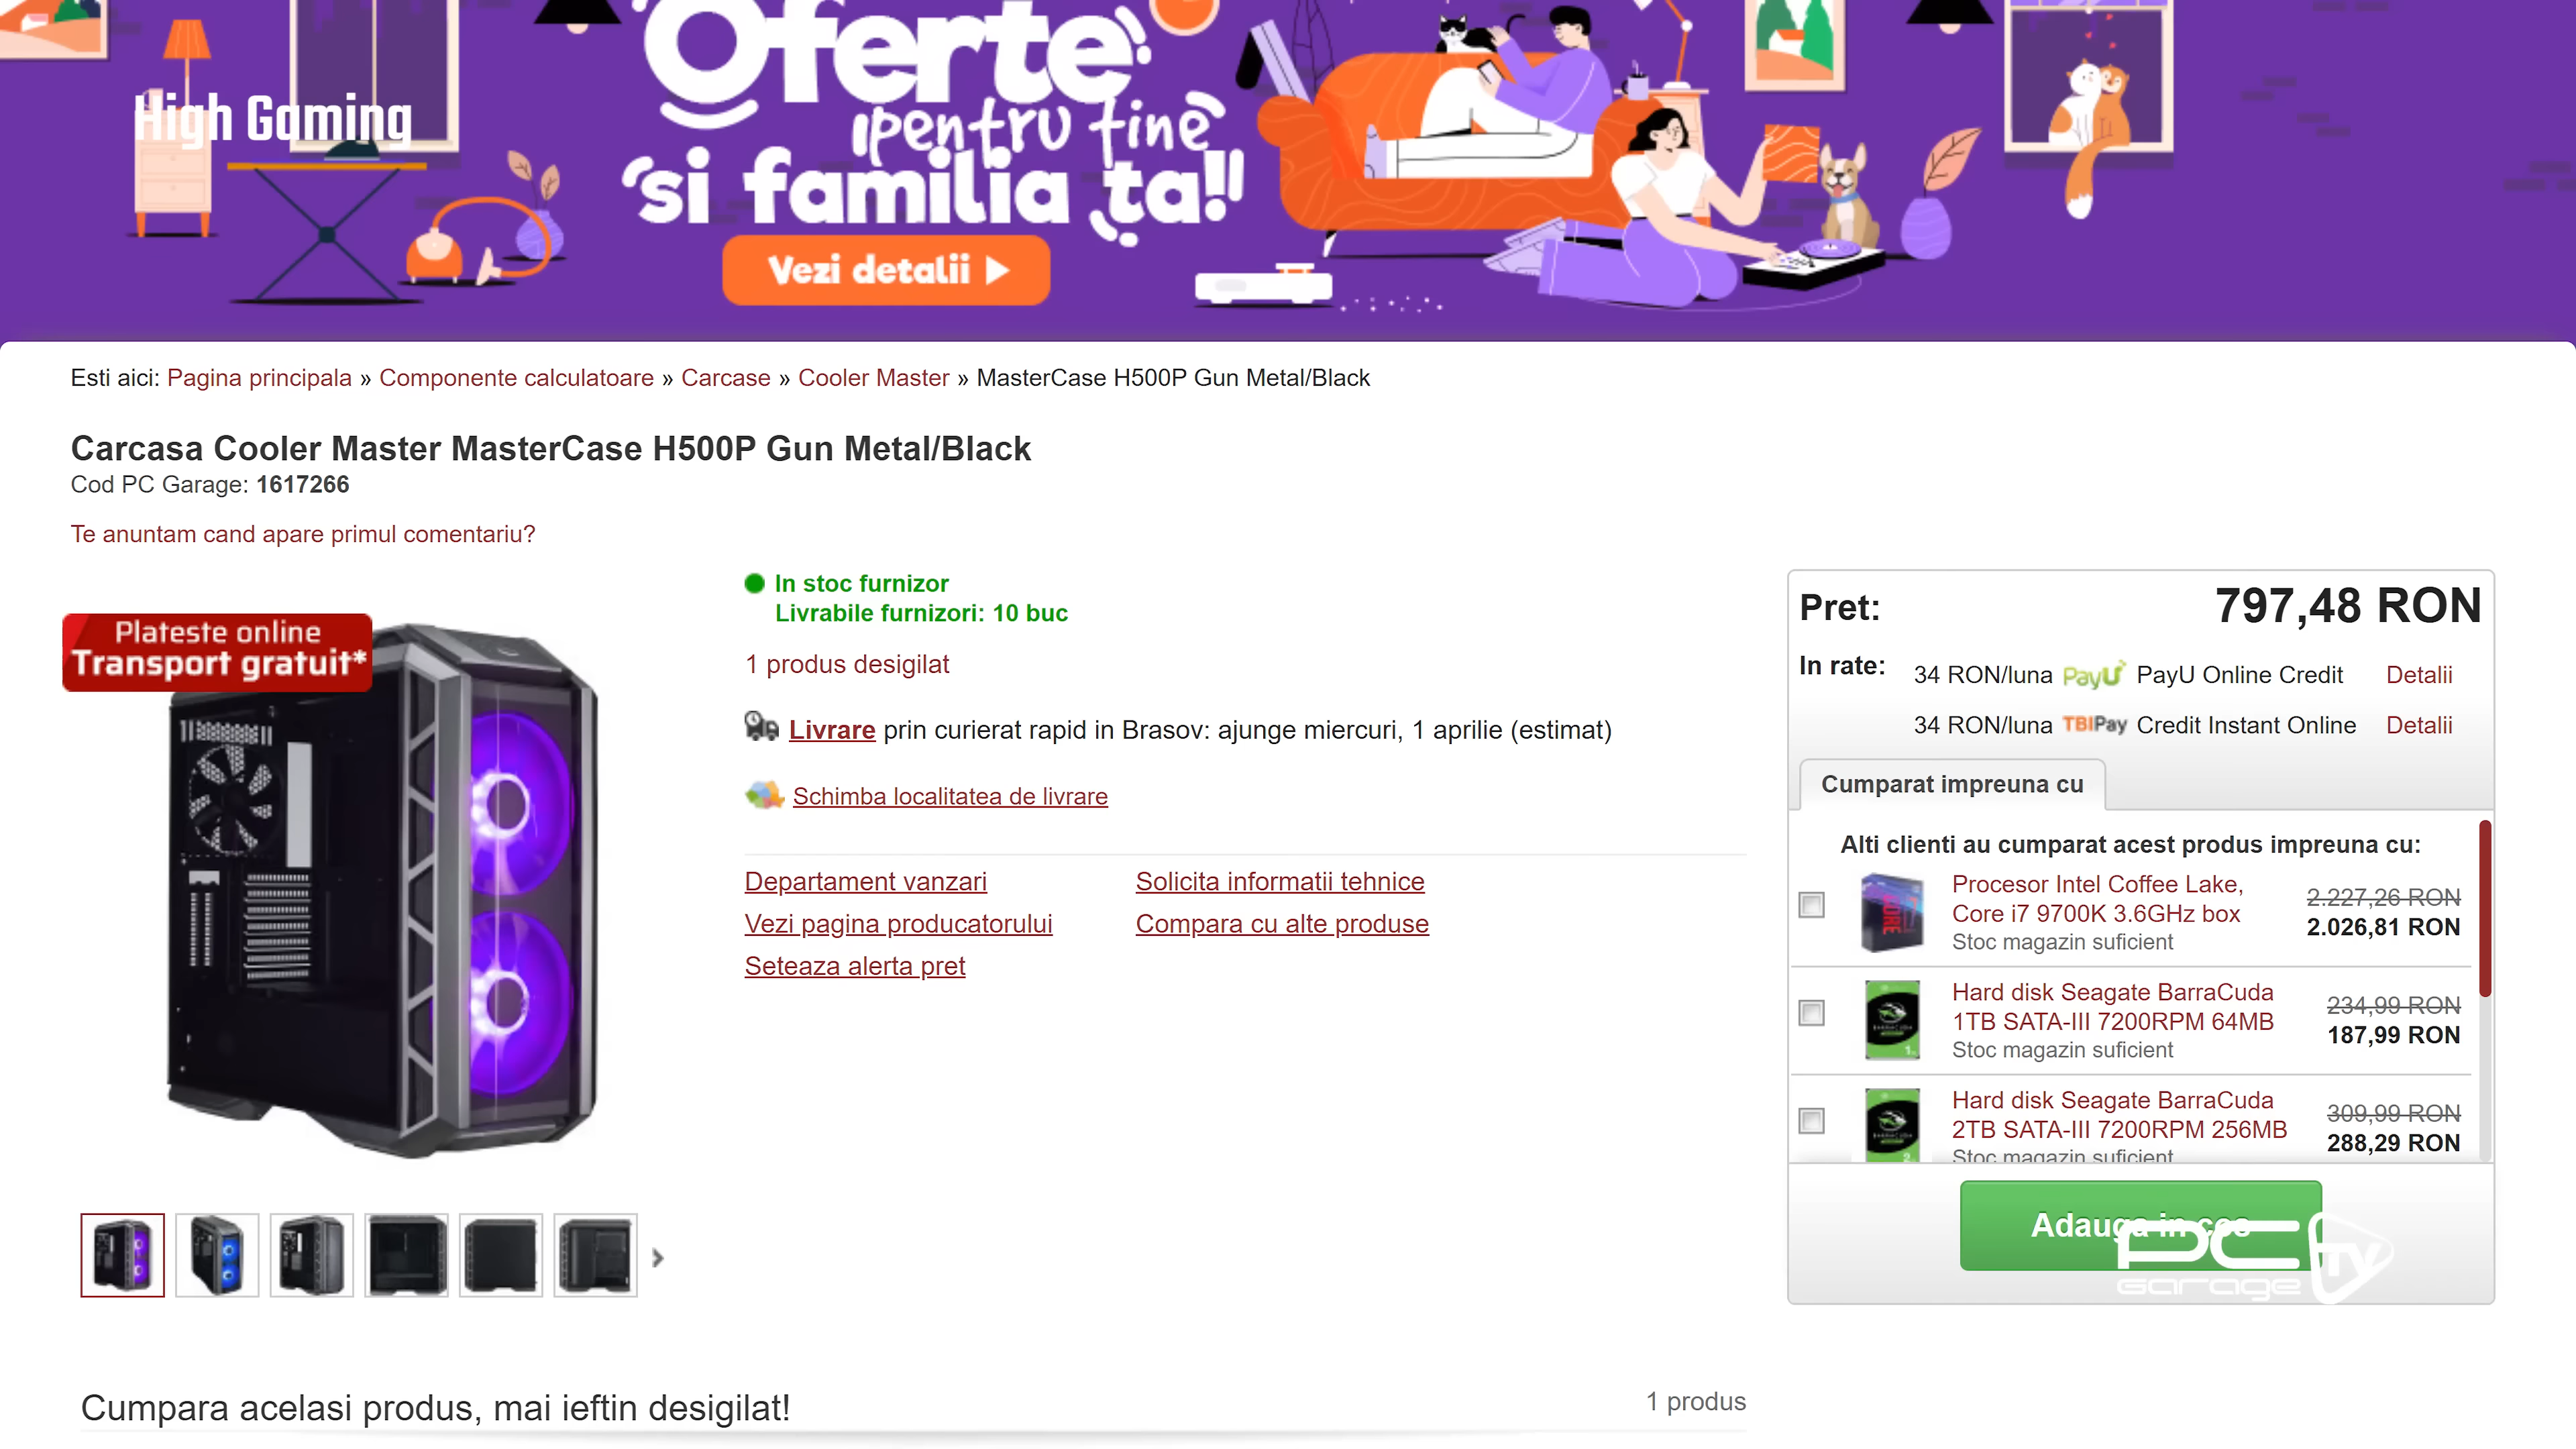 Oferte
pentru tine
si familia ta!!
High Gaming
Vezi detalii
Esti aici: Pagina principala » Componente calculatoare » Carcase » Cooler Master » MasterCase H500P Gun Metal/Black
Carcasa Cooler Master MasterCase H500P Gun Metal/Black
Cod PC Garage: 1617266
Te anuntam cand apare primul comentariu?
Plateste online
Transport gratuit*
In stoc furnizor
Livrabile furnizori: 10 buc
1 produs desigilat
Livrare prin curierat rapid in Brasov: ajunge miercuri, 1 aprilie (estimat)
Schimba localitatea de livrare
Departament vanzari
Solicita informatii tehnice
Vezi pagina producatorului
Compara cu alte produse
Seteaza alerta pret
Pret: 797,48 RON
In rate: 34 RON/luna PayU PayU Online Credit Detalii
34 RON/luna TBIPay Credit Instant Online Detalii
Cumparat impreuna cu
Alti clienti au cumparat acest produs impreuna cu:
Procesor Intel Coffee Lake, 2.227,26 RON
Core i7 9700K 3.6GHz box 2.026,81 RON
Stoc magazin suficient
Hard disk Seagate BarraCuda 234,99 RON
1TB SATA-III 7200RPM 64MB 187,99 RON
Stoc magazin suficient
Hard disk Seagate BarraCuda 309,99 RON
2TB SATA-III 7200RPM 256MB 288,29 RON
Stoc magazin suficient
Adauga in cos
PC
Garage
TV
Cumpara acelasi produs, mai ieftin desigilat!
1 produs